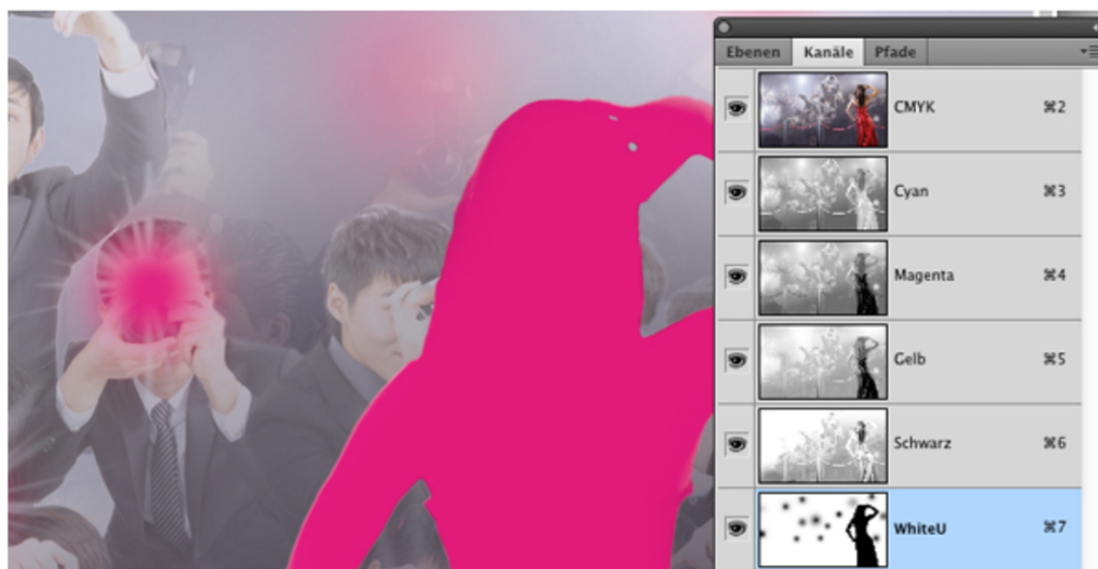 Ebenen Kanäle Pfade
CMYK ⌘2
Cyan ⌘3
Magenta ⌘4
Gelb ⌘5
Schwarz ⌘6
WhiteU ⌘7